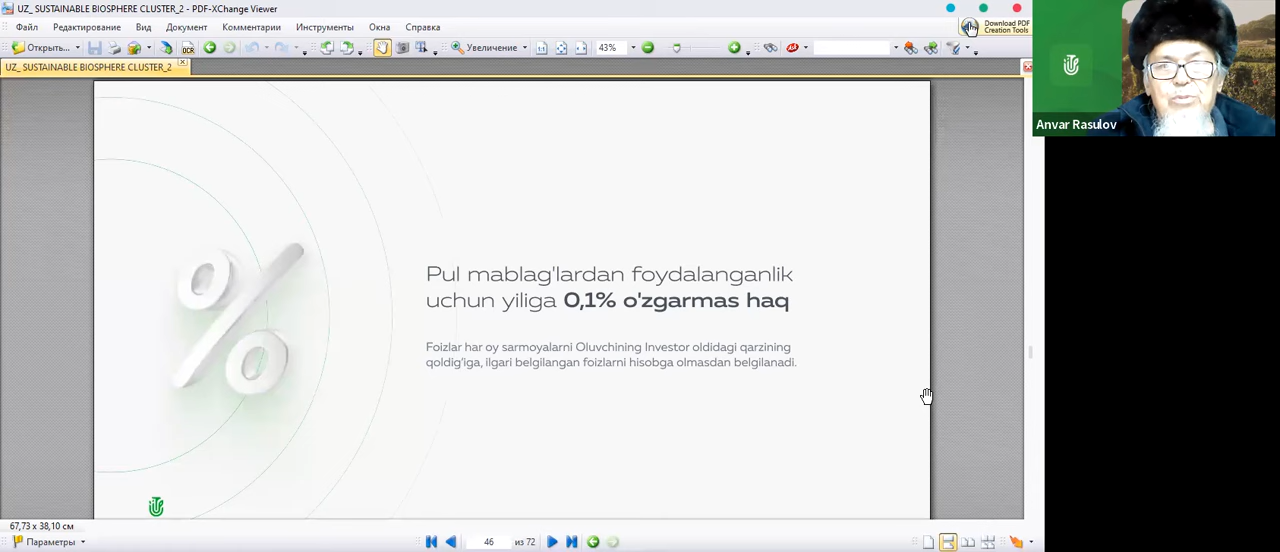 UZ_ SUSTAINABLE BIOSPHERE CLUSTER_2 - PDF-XChange Viewer
Файл Редактирование Вид Документ Комментарии Инструменты Окна Справка
Download PDF
Creation Tools
Открыть... OCR Увеличение 43%
UZ_ SUSTAINABLE BIOSPHERE CLUSTER_2
Anvar Rasulov
Pul mablag'lardan foydalanganlik
uchun yiliga 0,1% o'zgarmas haq
Foizlar har oy sarmoyalarni Oluvchining Investor oldidagi qarzining
qoldig'iga, ilgari belgilangan foizlarni hisobga olmasdan belgilanadi.
67,73 x 38,10 см
Параметры 46 из 72